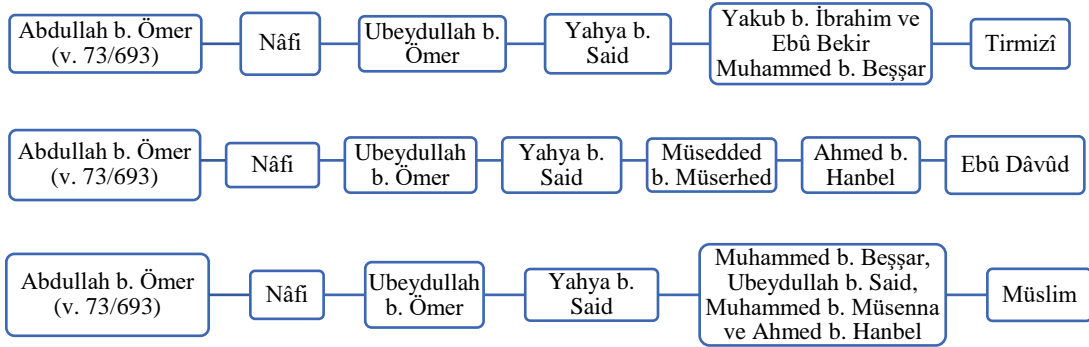 Abdullah b. Ömer
(v. 73/693)
Nâfi
Ubeydullah b.
Ömer
Yahya b.
Said
Yakub b. İbrahim ve
Ebû Bekir
Muhammed b. Beşşar
Tirmizî
Abdullah b. Ömer
(v. 73/693)
Nâfi
Ubeydullah
b. Ömer
Yahya b.
Said
Müsedded
b. Müserhed
Ahmed b.
Hanbel
Ebû Dâvûd
Abdullah b. Ömer
(v. 73/693)
Nâfi
Ubeydullah
b. Ömer
Yahya b.
Said
Muhammed b. Beşşar,
Ubeydullah b. Said,
Muhammed b. Müsenna
ve Ahmed b. Hanbel
Müslim